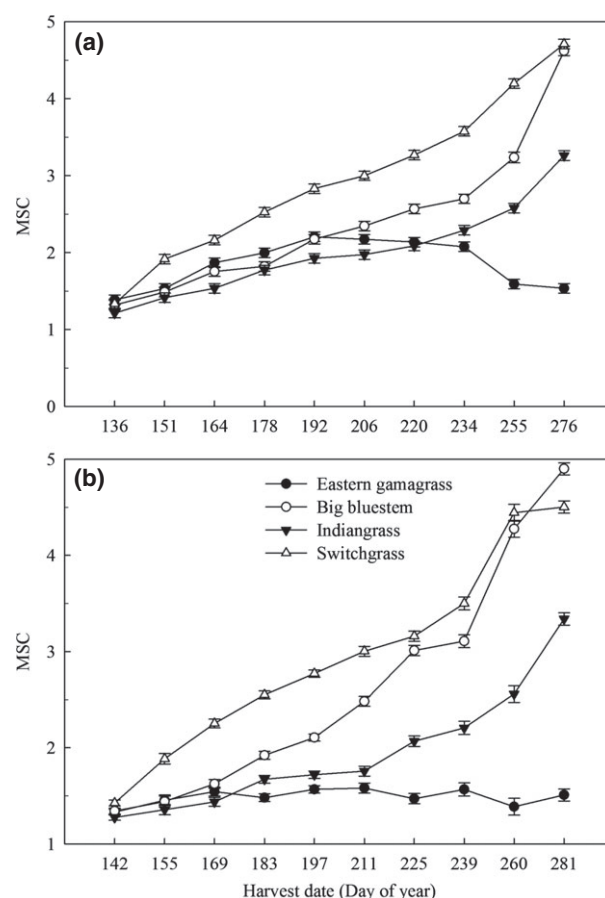 (a)
5
4
3
2
1
0
MSC
136 151 164 178 192 206 220 234 255 276
(b)
5
4
3
2
1
MSC
Eastern gamagrass
Big bluestem
Indiangrass
Switchgrass
142 155 169 183 197 211 225 239 260 281
Harvest date (Day of year)